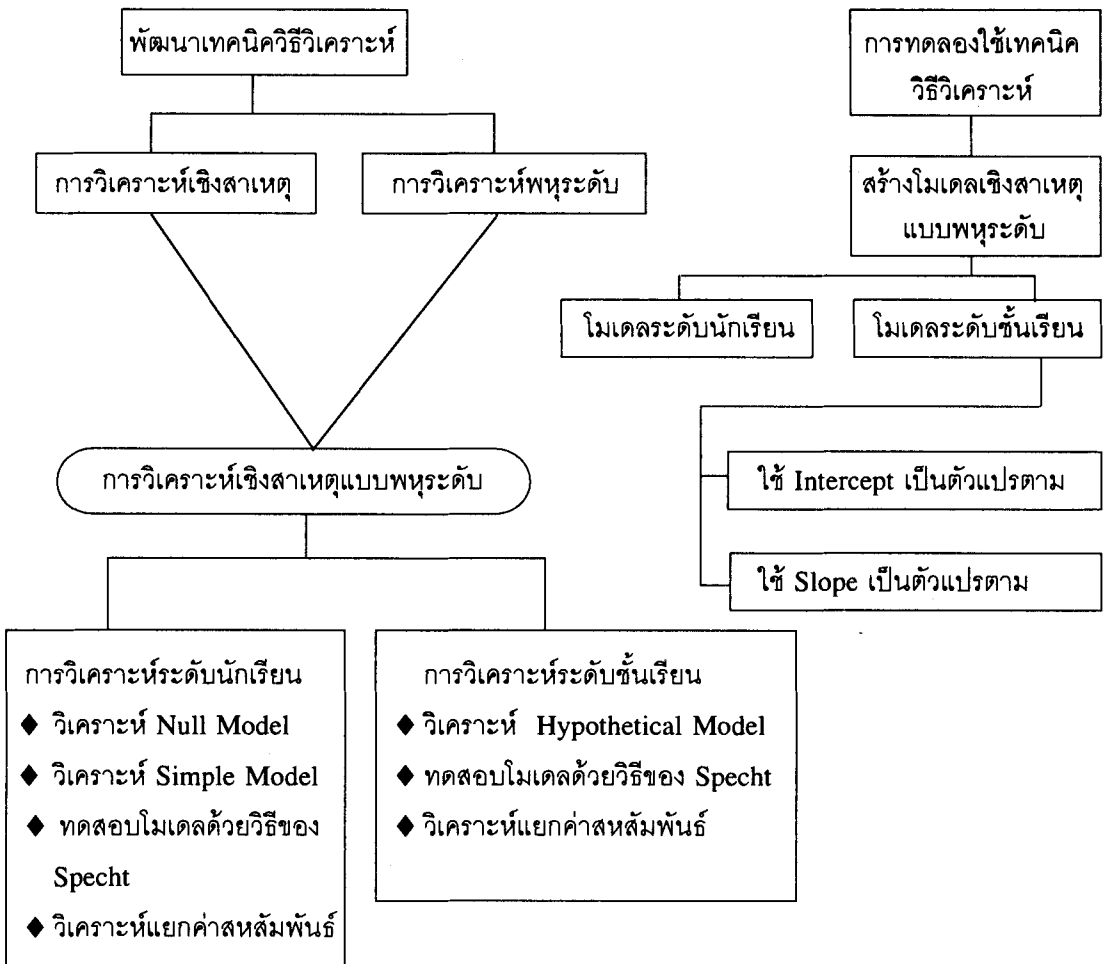 พัฒนาเทคนิควิธีวิเคราะห์
การวิเคราะห์เชิงสาเหตุ
การวิเคราะห์พหุระดับ
การวิเคราะห์เชิงสาเหตุแบบพหุระดับ
การวิเคราะห์ระดับนักเรียน
◆ วิเคราะห์ Null Model
◆ วิเคราะห์ Simple Model
◆ ทดสอบโมเดลด้วยวิธีของ
Specht
◆ วิเคราะห์แยกค่าสหสัมพันธ์
การวิเคราะห์ระดับชั้นเรียน
◆ วิเคราะห์ Hypothetical Model
◆ ทดสอบโมเดลด้วยวิธีของ Specht
◆ วิเคราะห์แยกค่าสหสัมพันธ์
การทดลองใช้เทคนิค
วิธีวิเคราะห์
สร้างโมเดลเชิงสาเหตุ
แบบพหุระดับ
โมเดลระดับนักเรียน
โมเดลระดับชั้นเรียน
ใช้ Intercept เป็นตัวแปรตาม
ใช้ Slope เป็นตัวแปรตาม